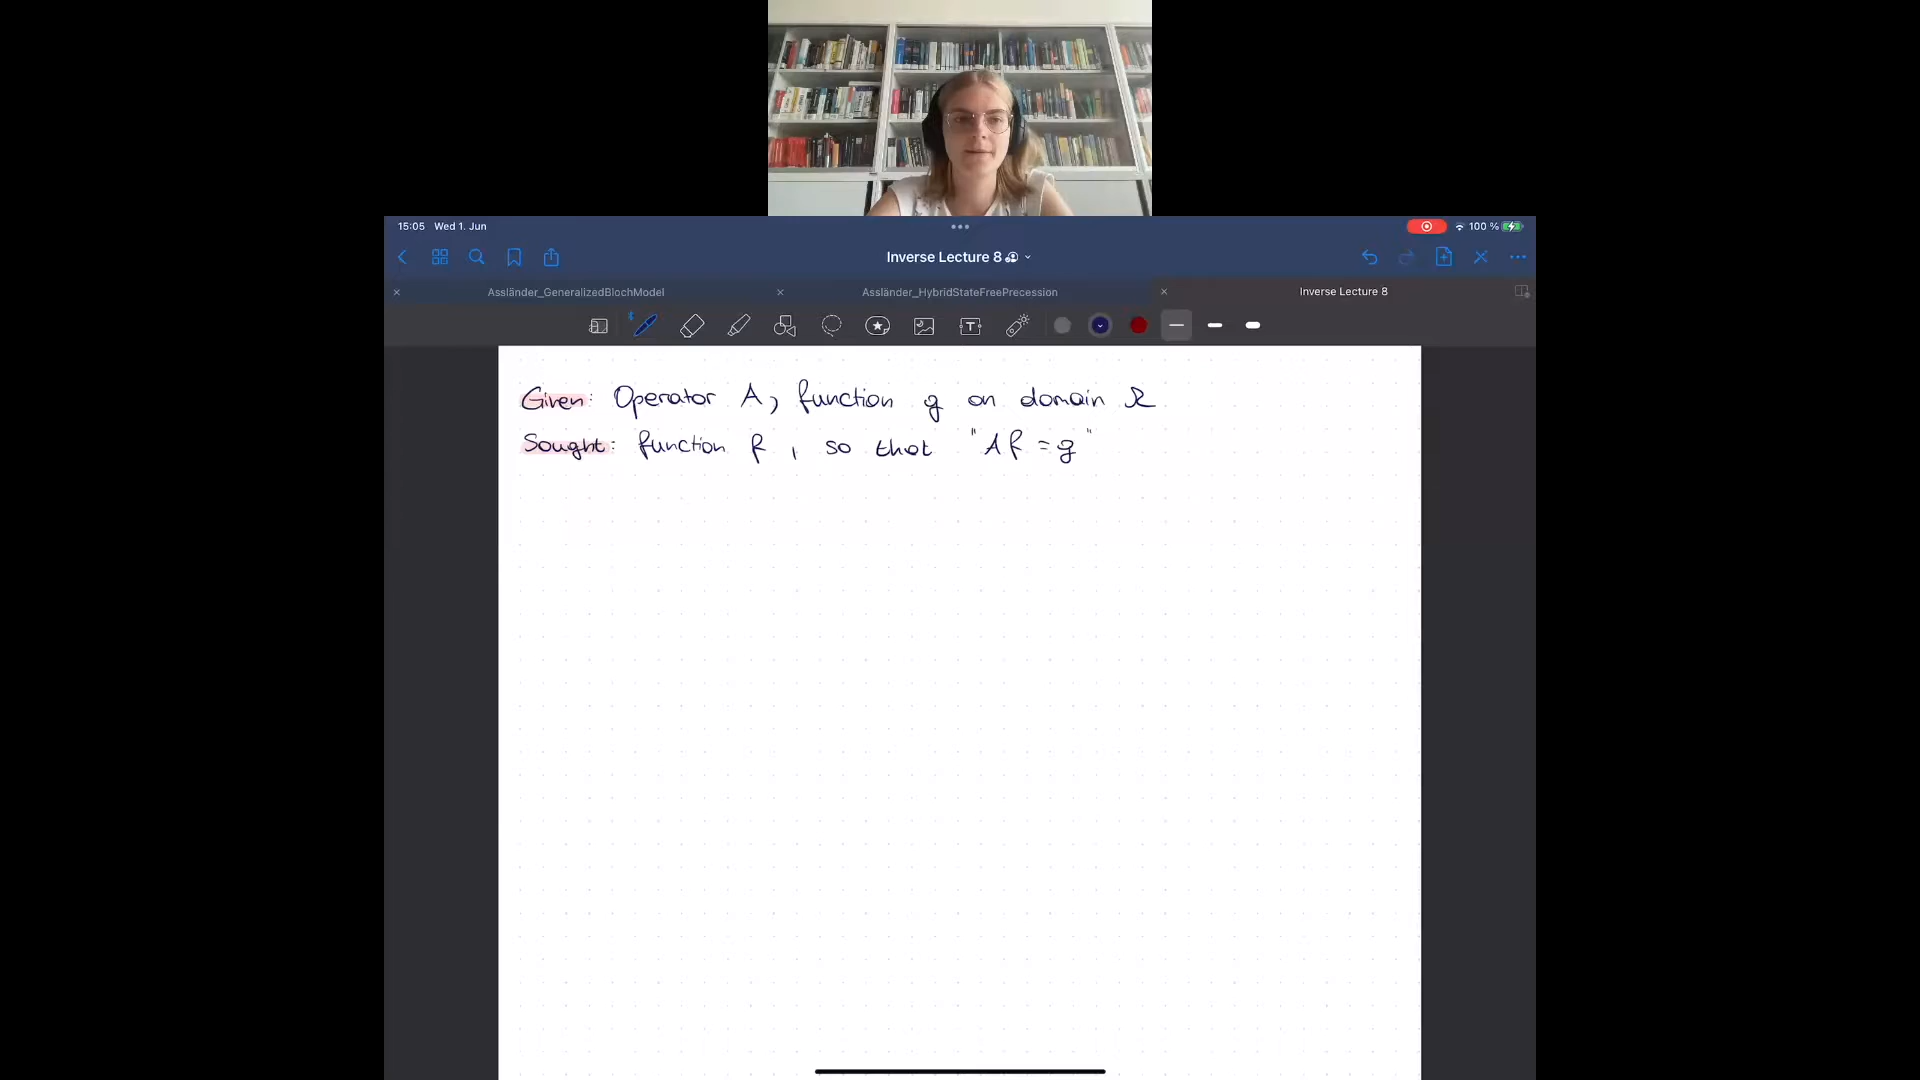 15:05 Wed 1. Jun
100 %
Inverse Lecture 8
Assländer_GeneralizedBlochModel
Assländer_HybridStateFreePrecession
Inverse Lecture 8
Given: Operator A, function g on domain Ω
Sought: function f, so that "Af = g"